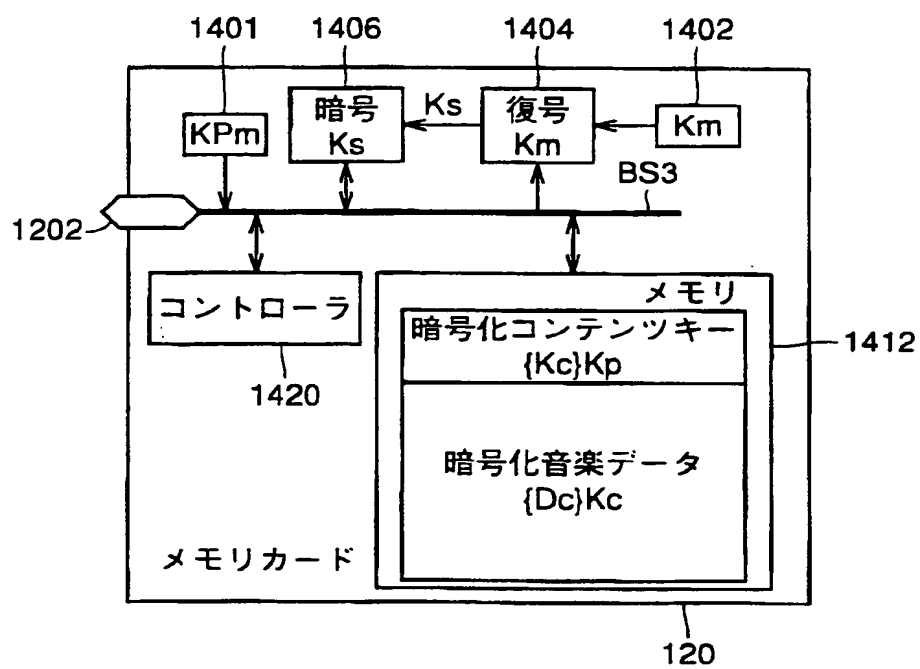 1401
1406
1404
1402
KPm
暗号
Ks
Ks
復号
Km
Km
BS3
1202
コントローラ
1420
メモリ
暗号化コンテンツキー
{Kc}Kp
1412
暗号化音楽データ
{Dc}Kc
メモリカード
120